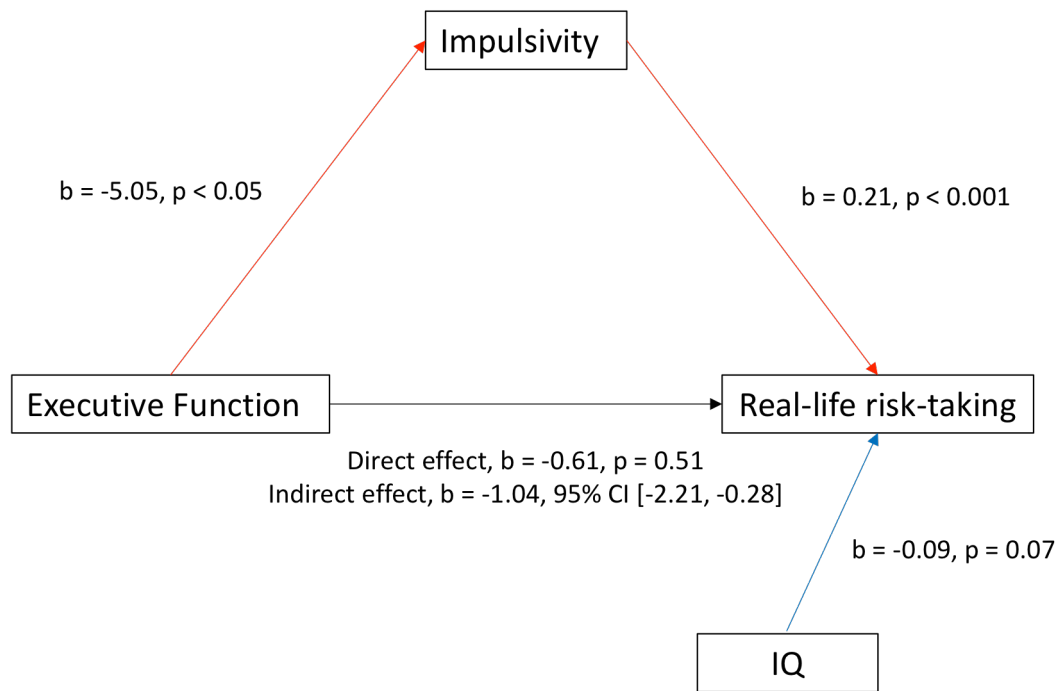 Impulsivity
b = -5.05, p < 0.05
b = 0.21, p < 0.001
Executive Function
Real-life risk-taking
Direct effect, b = -0.61, p = 0.51
Indirect effect, b = -1.04, 95% CI [-2.21, -0.28]
b = -0.09, p = 0.07
IQ